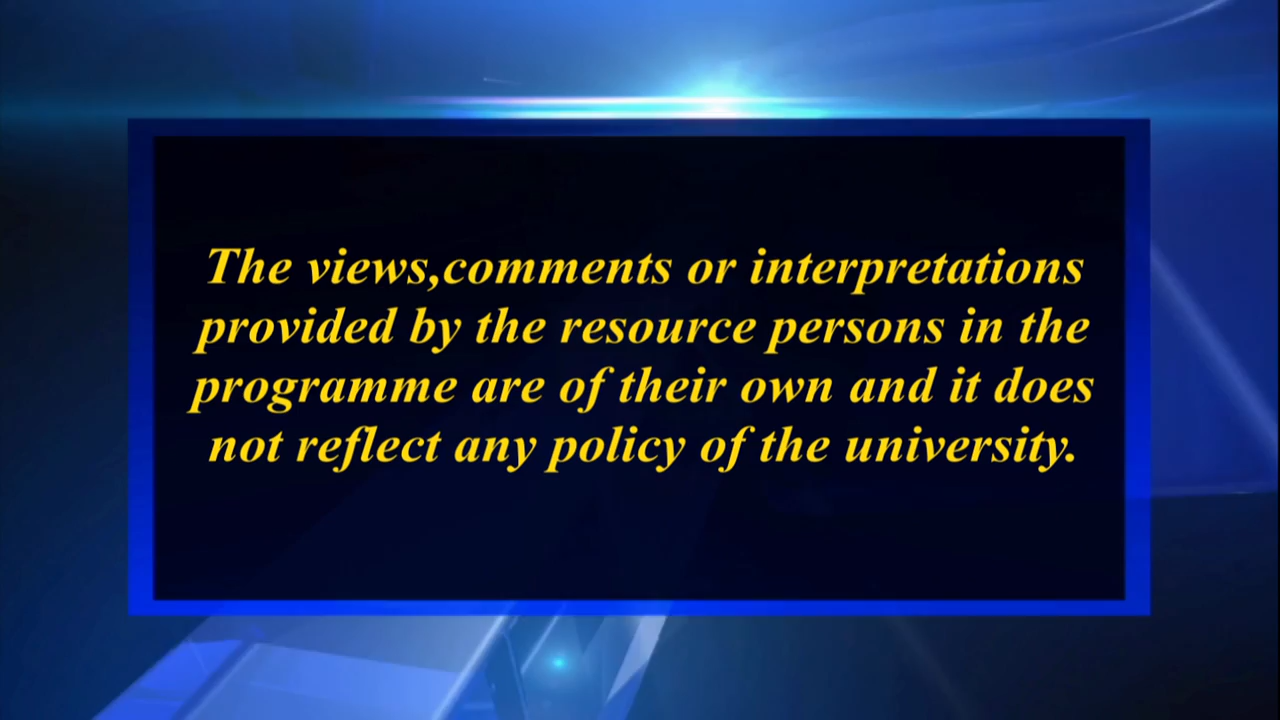 The views,comments or interpretations
provided by the resource persons in the
programme are of their own and it does
not reflect any policy of the university.